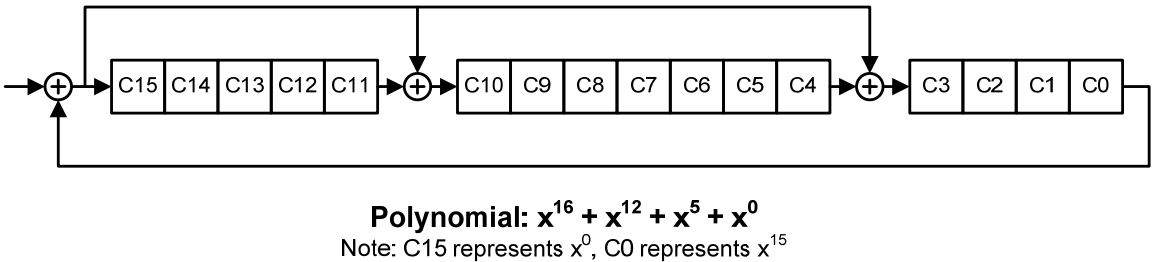 C15 C14 C13 C12 C11 C10 C9 C8 C7 C6 C5 C4 C3 C2 C1 C0
Polynomial: x¹⁶ + x¹² + x⁵ + x⁰
Note: C15 represents x⁰, C0 represents x¹⁵